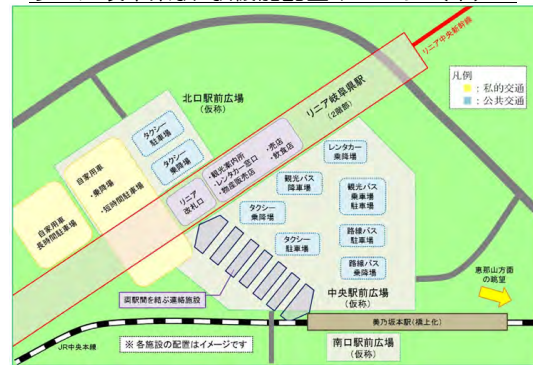 リニア中央新幹線
凡例
：私的交通
：公共交通
北口駅前広場
（仮称）
リニア岐阜県駅
（2階部）
タクシー
駐車場
タクシー
乗降場
・観光案内所
・レンタカー窓口
・物産販売店
・売店
・飲食店
レンタカー
乗降場
自家用車
・乗降場
・短時間駐車場
観光バス
降車場
観光バス
乗車場
駐車場
リニア
改札口
自家用車
長時間駐車場
タクシー
乗降場
路線バス
駐車場
タクシー
駐車場
路線バス
乗降場
恵那山方面
の眺望
両駅間を結ぶ連絡施設
中央駅前広場
（仮称）
美乃坂本駅(橋上化)
JR中央本線
※ 各施設の配置はイメージです
南口駅前広場
（仮称）